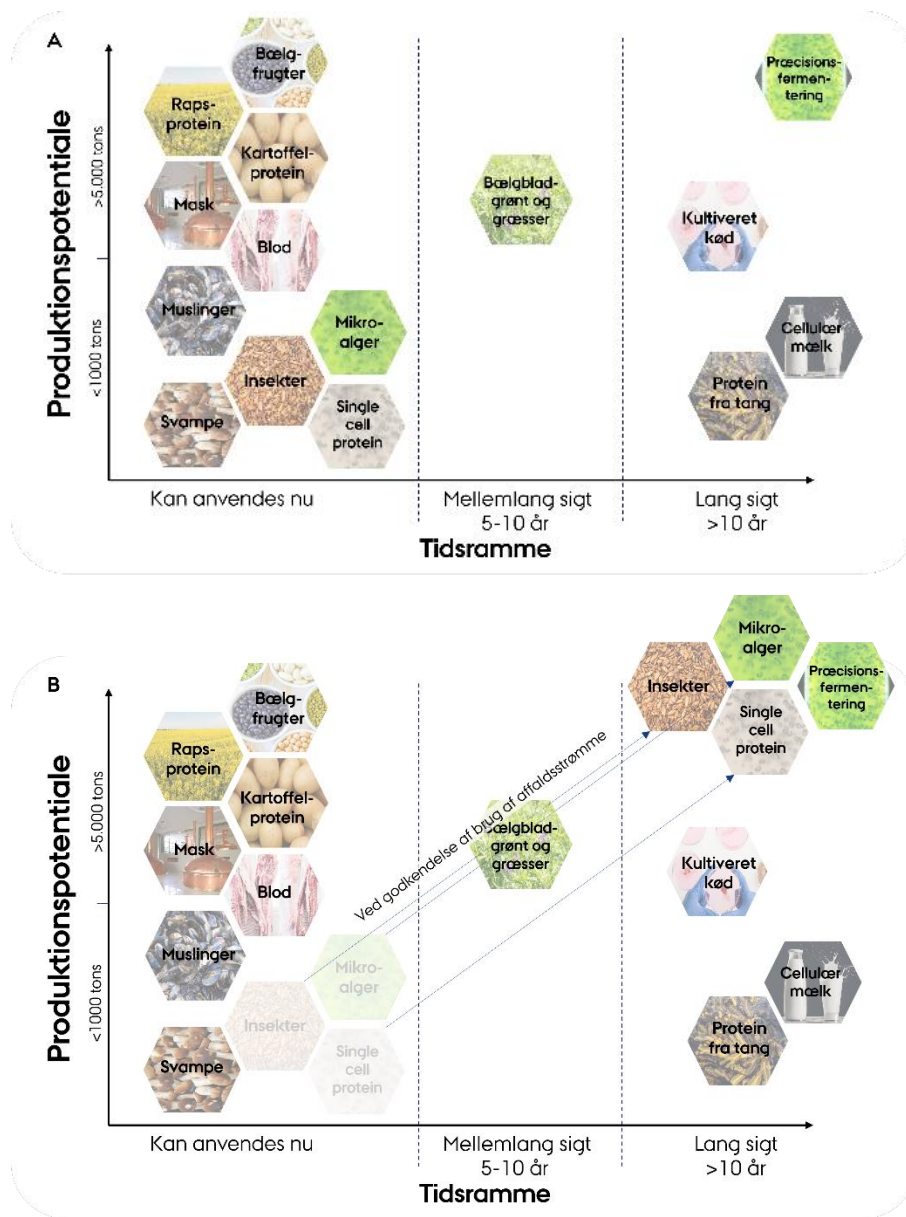 A
Produktionspotentiale
>5.000 tons
<1000 tons
Bælg-
frugter
Raps-
protein
Kartoffel-
protein
Mask
Blod
Muslinger
Mikro-
alger
Insekter
Svampe
Single
cell
protein
Bælgblad-
grønt og
græsser
Præcisions-
fermen-
tering
Kultiveret
kød
Cellulær
mælk
Protein
fra tang
Kan anvendes nu
Mellemlang sigt
5-10 år
Lang sigt
>10 år
Tidsramme
B
Produktionspotentiale
>5.000 tons
<1000 tons
Bælg-
frugter
Raps-
protein
Kartoffel-
protein
Mask
Blod
Muslinger
Mikro-
alger
Insekter
Svampe
Single
cell
protein
Ved godkendelse af brug af affaldsstrømme
Bælgblad-
grønt og
græsser
Mikro-
alger
Insekter
Præcisions-
fermen-
tering
Single
cell
protein
Kultiveret
kød
Cellulær
mælk
Protein
fra tang
Kan anvendes nu
Mellemlang sigt
5-10 år
Lang sigt
>10 år
Tidsramme